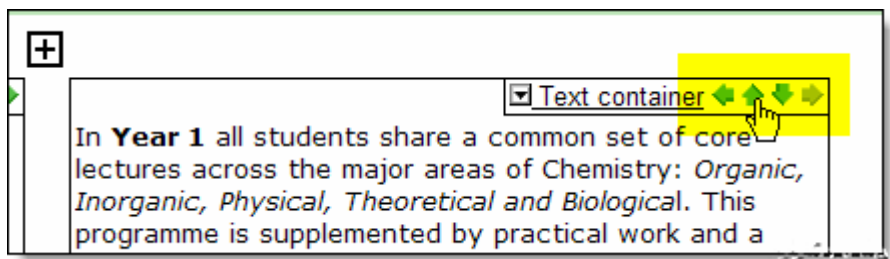 Text container
In Year 1 all students share a common set of core
lectures across the major areas of Chemistry: Organic,
Inorganic, Physical, Theoretical and Biological. This
programme is supplemented by practical work and a